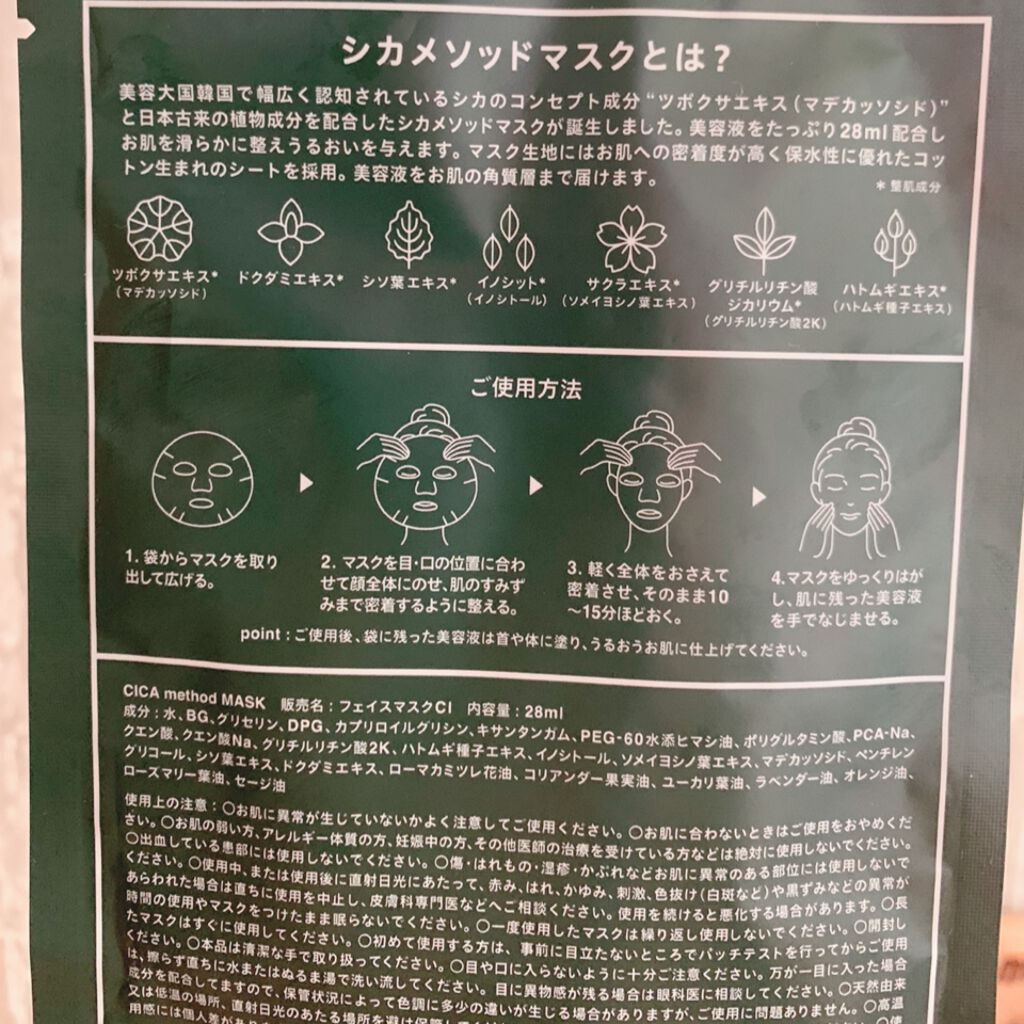 シカメソッドマスクとは？
美容大国韓国で幅広く認知されているシカのコンセプト成分“ツボクサエキス（マデカッソシド）”
と日本古来の植物成分を配合したシカメソッドマスクが誕生しました。美容液をたっぷり28ml配合し
お肌を滑らかに整えうるおいを与えます。マスク生地にはお肌への密着度が高く保水性に優れたコッ
トン生まれのシートを採用。美容液をお肌の角質層まで届けます。
＊整肌成分
ツボクサエキス*
（マデカッソシド）
ドクダミエキス*
シソ葉エキス*
イノシット*
（イノシトール）
サクラエキス*
（ソメイヨシノ葉エキス）
グリチルリチン酸
ジカリウム*
（グリチルリチン酸2K）
ハトムギエキス*
（ハトムギ種子エキス）
ご使用方法
1. 袋からマスクを取り
出して広げる。
2. マスクを目・口の位置に合わ
せて顔全体にのせ、肌のすみず
みまで密着するように整える。
3. 軽く全体をおさえて
密着させ、そのまま10
〜15分ほどおく。
4.マスクをゆっくりはが
し、肌に残った美容液
を手でなじませる。
point：ご使用後、袋に残った美容液は首や体に塗り、うるおうお肌に仕上げてください。
CICA method MASK　販売名：フェイスマスクCI　内容量：28ml
成分：水、BG、グリセリン、DPG、カプリロイルグリシン、キサンタンガム、PEG-60水添ヒマシ油、ポリグルタミン酸、PCA-Na、
クエン酸、クエン酸Na、グリチルリチン酸2K、ハトムギ種子エキス、イノシトール、ソメイヨシノ葉エキス、マデカッソシド、ペンチレン
グリコール、シソ葉エキス、ドクダミエキス、ローマカミツレ花油、コリアンダー果実油、ユーカリ葉油、ラベンダー油、オレンジ油、
ローズマリー葉油、セージ油
使用上の注意：○お肌に異常が生じていないかよく注意してご使用ください。○お肌に合わないときはご使用をおやめくだ
さい。○お肌の弱い方、アレルギー体質の方、妊娠中の方、その他医師の治療を受けている方などは絶対に使用しないでください。
○出血している患部には使用しないでください。○傷・はれもの・湿疹・かぶれなどお肌に異常のある部位には使用しないで
ください。○使用中、または使用後に直射日光にあたって、赤み、はれ、かゆみ、刺激、色抜け（白斑など）や黒ずみなどの異常が
あらわれた場合は直ちに使用を中止し、皮膚科専門医などへご相談ください。使用を続けると悪化する場合があります。○長
時間の使用やマスクをつけたまま眠らないでください。○一度使用したマスクは繰り返し使用しないでください。○開封し
たマスクはすぐに使用してください。○初めて使用する方は、事前に目立たないところでパッチテストを行ってからご使用
ください。○本品は清潔な手で取り扱ってください。○目や口に入らないように十分ご注意ください。万が一目に入った場合
は、擦らず直ちに水またはぬるま湯で洗い流してください。目に異物感が残る場合は眼科医に相談してください。○天然由来
成分を配合してますので、保管状況によって色調に多少の違いが生じる場合がありますが、ご使用に問題ありません。○高温
又は低温の場所、直射日光のあたる場所を避け保管してくだ
用感には個人差があり